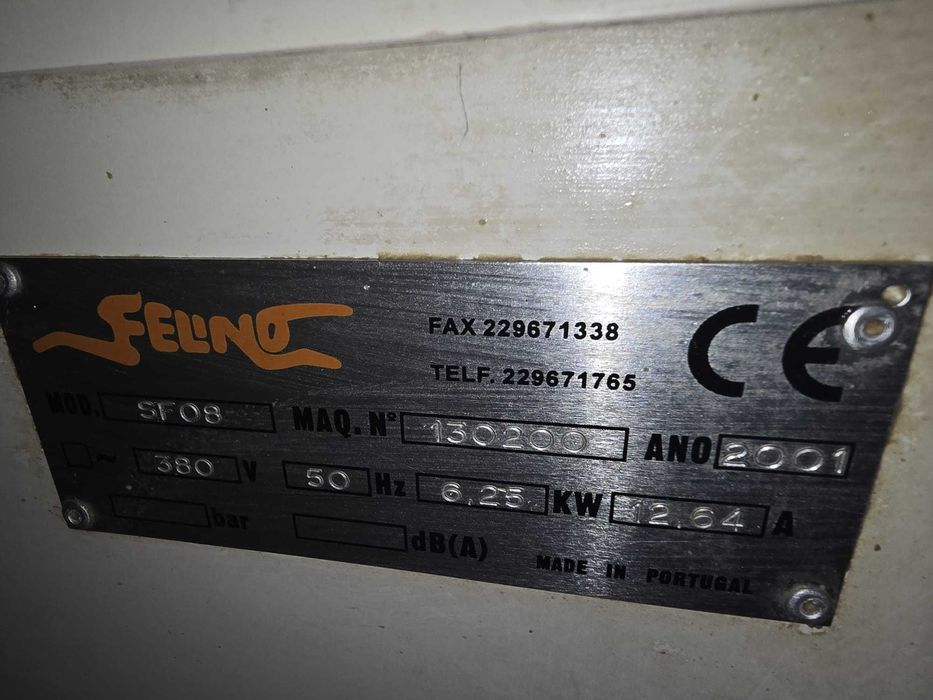 FELINO
FAX 229671338
TELF. 229671765
CE
MOD. SF08 MAQ. Nº 130200 ANO 2001
~ 380 V 50 Hz 6,25 KW 12,64 A
bar dB(A)
MADE IN PORTUGAL